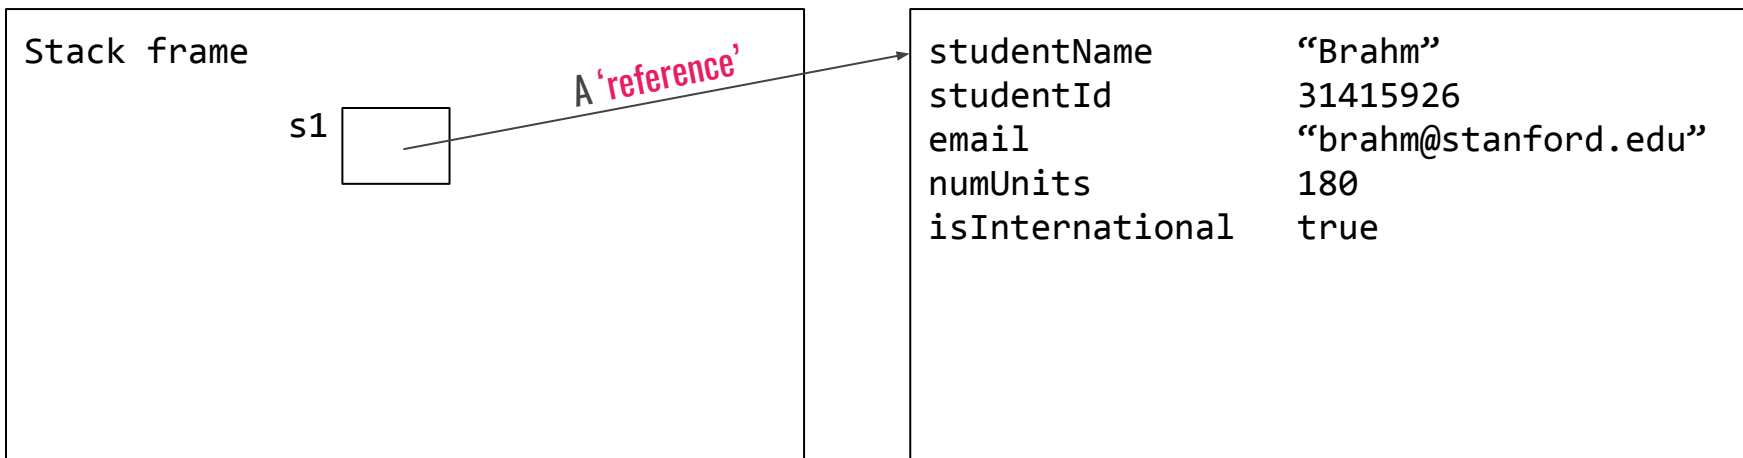 Stack frame
s1
A ‘reference’
studentName “Brahm”
studentId 31415926
email “brahm@stanford.edu”
numUnits 180
isInternational true